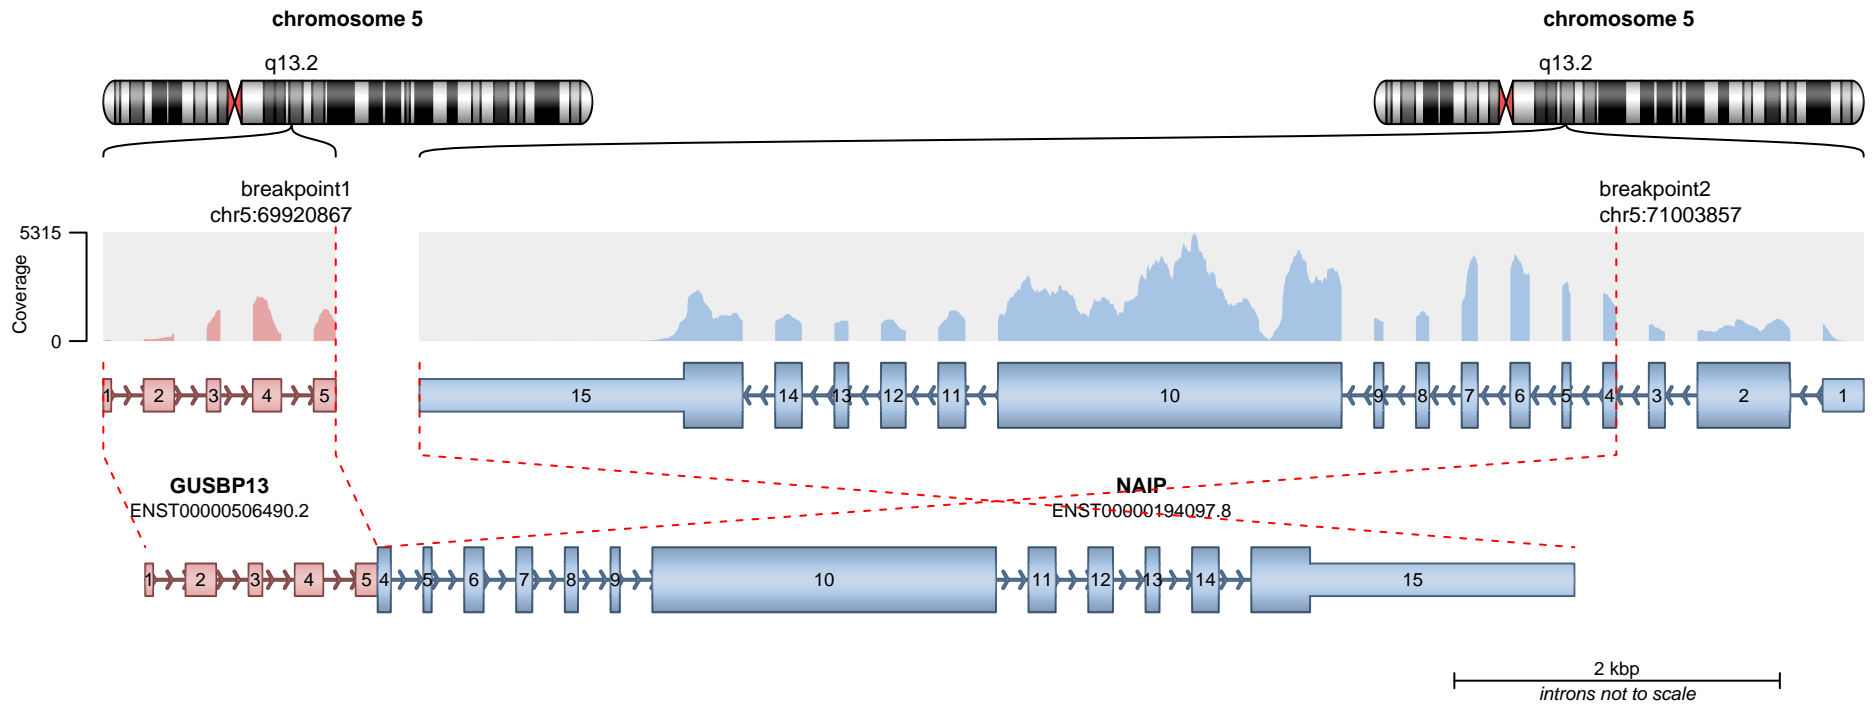 chromosome 5
chromosome 5
q13.2
q13.2
breakpoint1
chr5:69920867
breakpoint2
chr5:71003857
5315
Coverage
0
1 2 3 4 5
15 14 13 12 11 10 9 8 7 6 5 4 3 2 1
GUSBP13
ENST00000506490.2
NAIP
ENST00000194097.8
1 2 3 4 5 4 5 6 7 8 9 10 11 12 13 14 15
2 kbp
introns not to scale